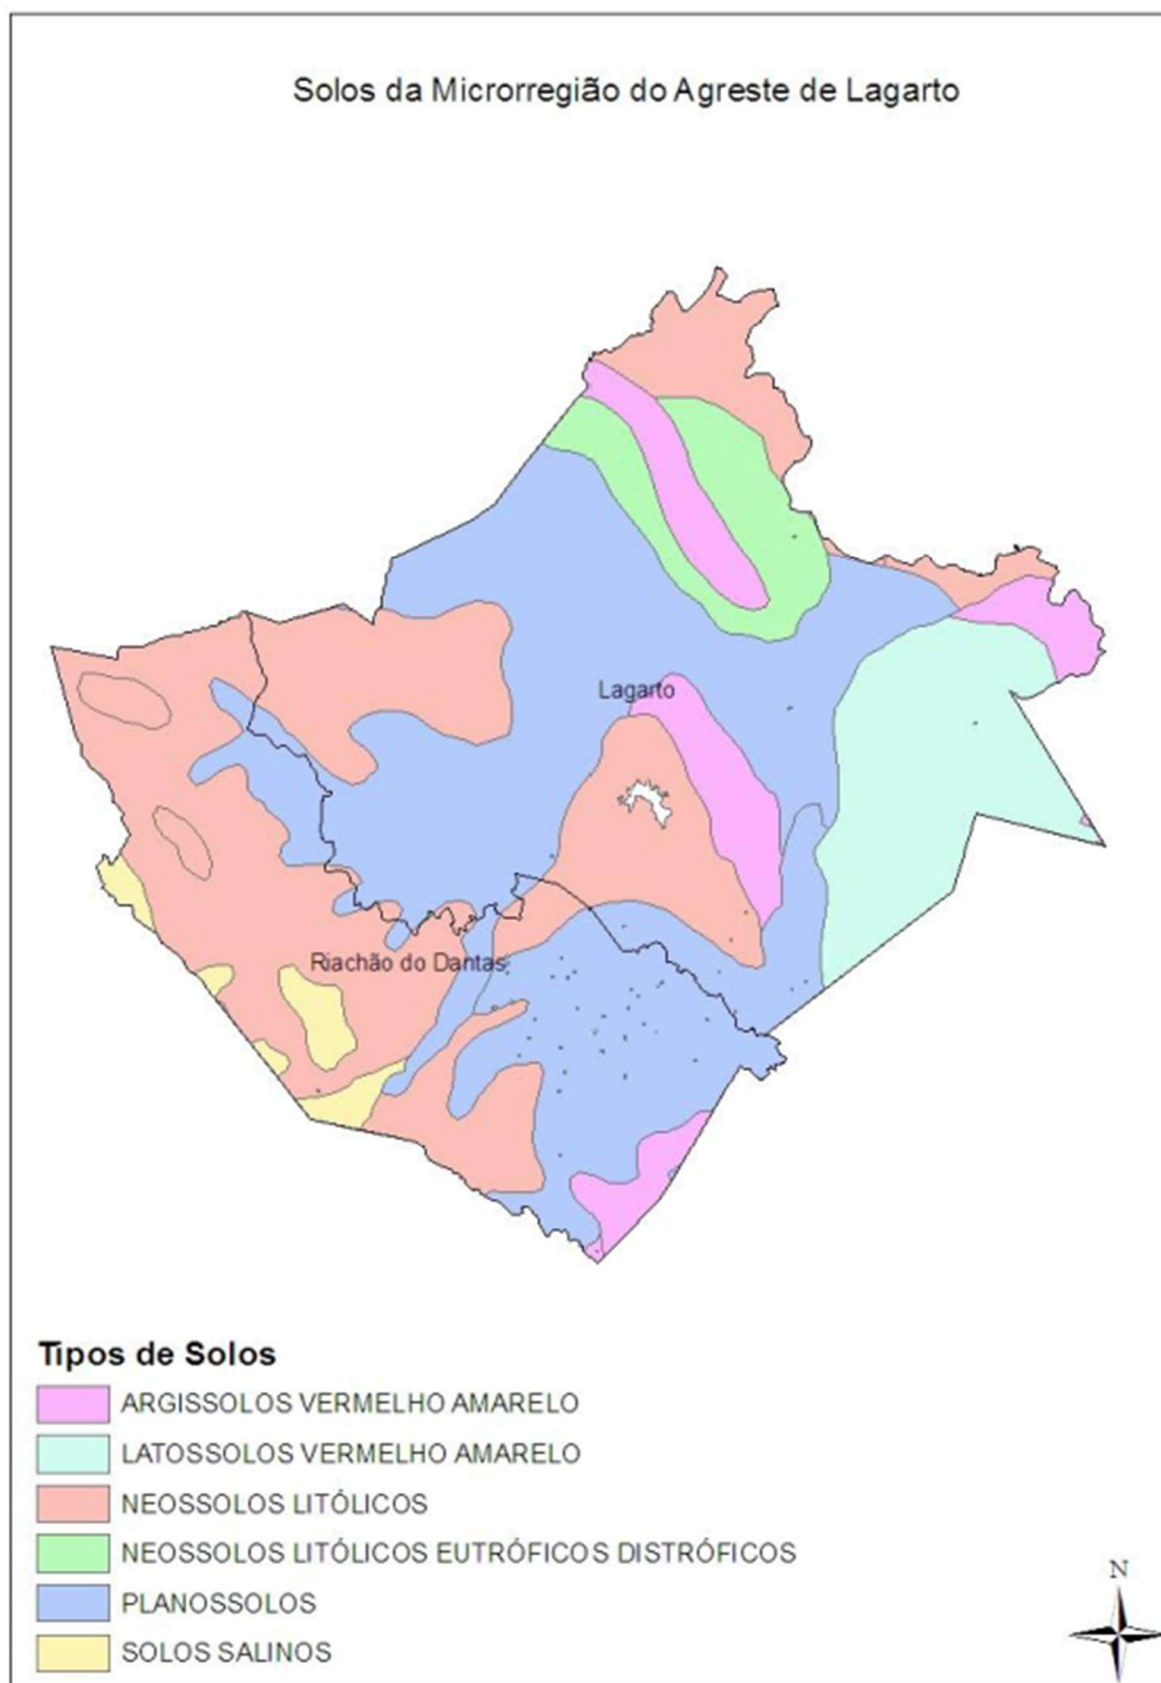 Solos da Microrregião do Agreste de Lagarto
Lagarto
Riachão do Dantas
Tipos de Solos
ARGISSOLOS VERMELHO AMARELO
LATOSSOLOS VERMELHO AMARELO
NEOSSOLOS LITÓLICOS
NEOSSOLOS LITÓLICOS EUTRÓFICOS DISTRÓFICOS
PLANOSSOLOS
SOLOS SALINOS
N